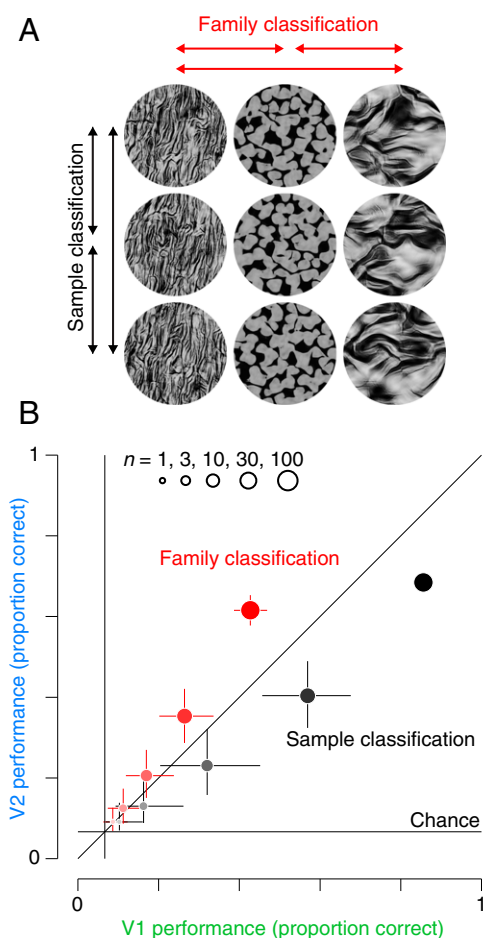 A
Family classification
Sample classification
B
1
n = 1, 3, 10, 30, 100
Family classification
V2 performance (proportion correct)
Sample classification
Chance
0
0
1
V1 performance (proportion correct)